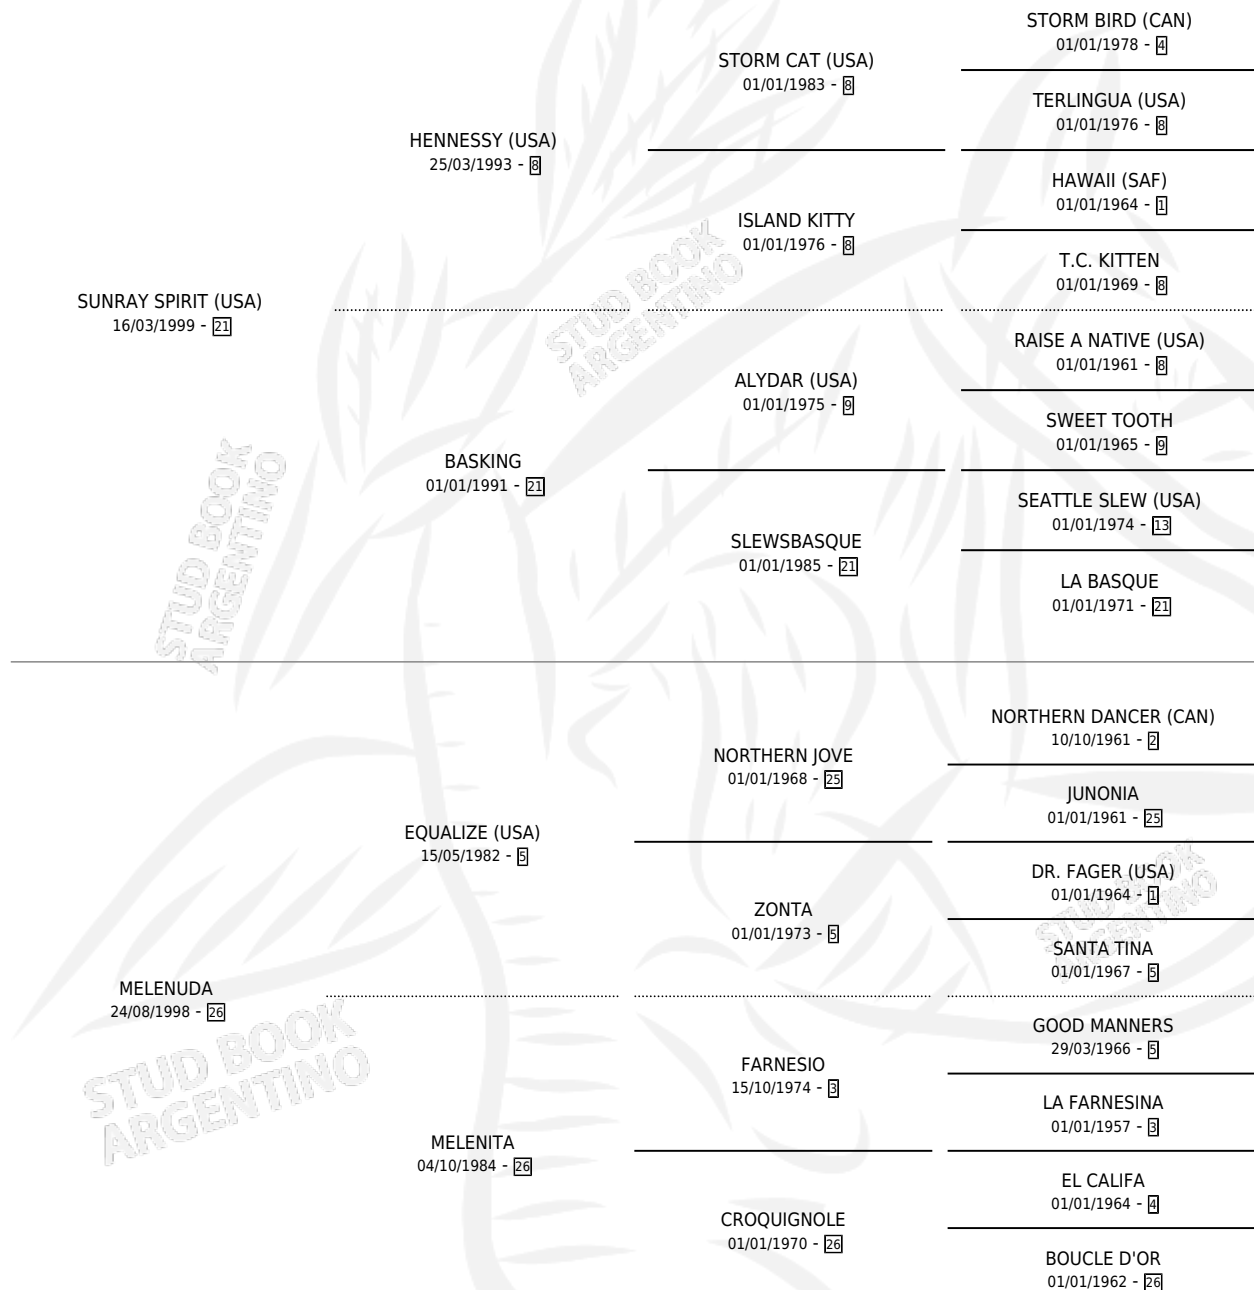 STORM BIRD (CAN)
01/01/1978 - 4
STORM CAT (USA)
01/01/1983 - 8
TERLINGUA (USA)
01/01/1976 - 8
HENNESSY (USA)
25/03/1993 - 8
HAWAII (SAF)
01/01/1964 - 1
ISLAND KITTY
01/01/1976 - 8
T.C. KITTEN
01/01/1969 - 8
SUNRAY SPIRIT (USA)
16/03/1999 - 21
RAISE A NATIVE (USA)
01/01/1961 - 8
ALYDAR (USA)
01/01/1975 - 9
SWEET TOOTH
01/01/1965 - 9
BASKING
01/01/1991 - 21
SEATTLE SLEW (USA)
01/01/1974 - 13
SLEWSBASQUE
01/01/1985 - 21
LA BASQUE
01/01/1971 - 21
NORTHERN DANCER (CAN)
10/10/1961 - 2
NORTHERN JOVE
01/01/1968 - 25
JUNONIA
01/01/1961 - 25
EQUALIZE (USA)
15/05/1982 - 5
DR. FAGER (USA)
01/01/1964 - 1
ZONTA
01/01/1973 - 5
SANTA TINA
01/01/1967 - 5
MELENUDA
24/08/1998 - 26
GOOD MANNERS
29/03/1966 - 5
FARNESIO
15/10/1974 - 3
LA FARNESINA
01/01/1957 - 3
MELENITA
04/10/1984 - 26
EL CALIFA
01/01/1964 - 4
CROQUIGNOLE
01/01/1970 - 26
BOUCLE D'OR
01/01/1962 - 26
STUD BOOK
ARGENTINO
STUD BOOK
ARGENTINO
STUD BOOK
ARGENTINO
STUD BOOK
ARGENTINO